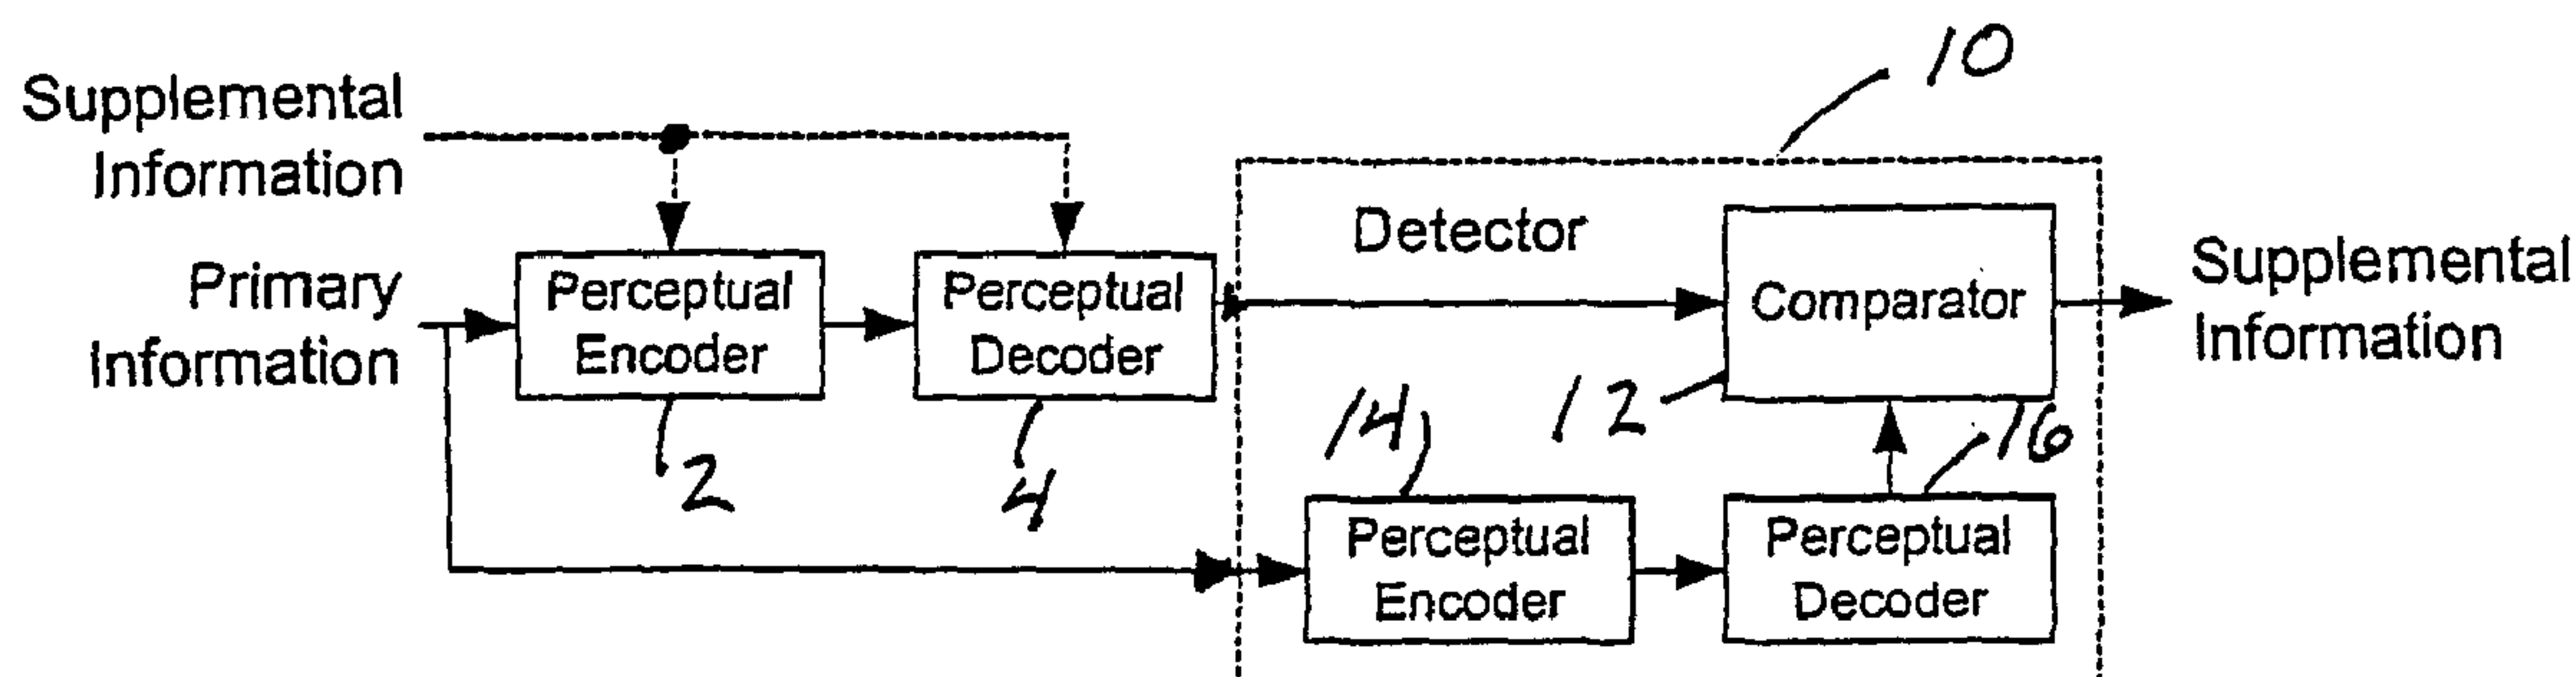 10
Supplemental
Information
Detector
Primary
Information
Perceptual
Encoder
Perceptual
Decoder
Comparator
Supplemental
Information
2
4
14
12
16
Perceptual
Encoder
Perceptual
Decoder